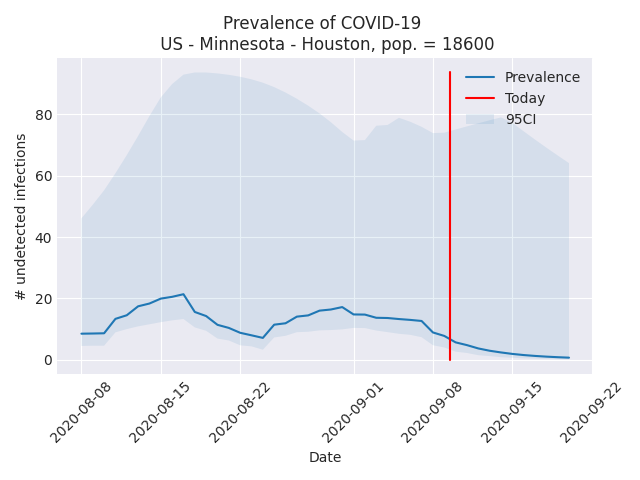 Prevalence of COVID-19
US - Minnesota - Houston, pop. = 18600
Prevalence
Today
95CI
# undetected infections
80
60
40
20
0
2020-08-08
2020-08-15
2020-08-22
2020-09-01
2020-09-08
2020-09-15
2020-09-22
Date